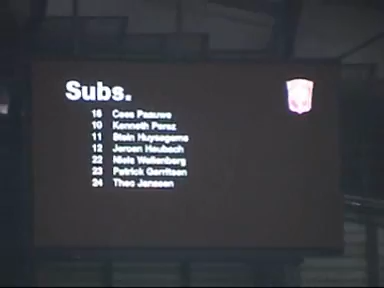 Subs.
16 Cees Paauwe
10 Kenneth Perez
11 Stein Huysegems
12 Jeroen Heubach
22 Niels Wellenberg
23 Patrick Gerritsen
24 Theo Janssen